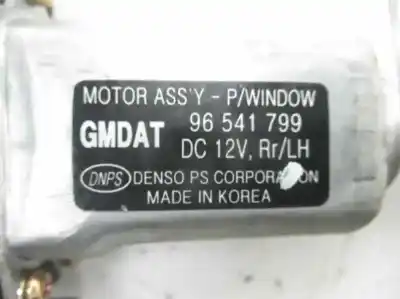 MOTOR ASS'Y - P/WINDOW
GMDAT 96 541 799
DC 12V, Rr/LH
DNPS DENSO PS CORPORATION
MADE IN KOREA